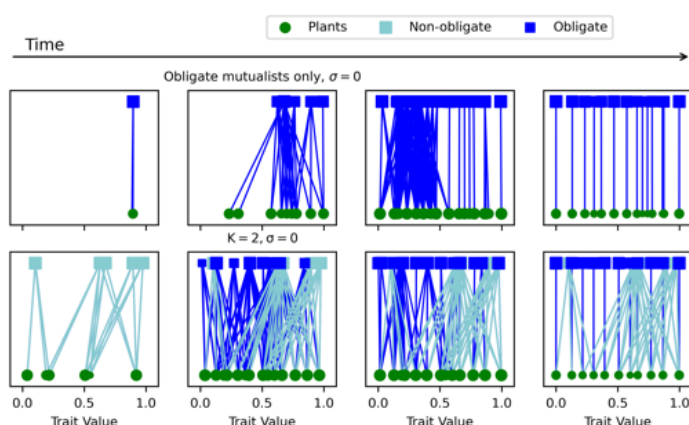 Plants Non-obligate Obligate
Time
Obligate mutualists only, σ = 0
K = 2, σ = 0
0.0 0.5 1.0 0.0 0.5 1.0 0.0 0.5 1.0 0.0 0.5 1.0
Trait Value Trait Value Trait Value Trait Value